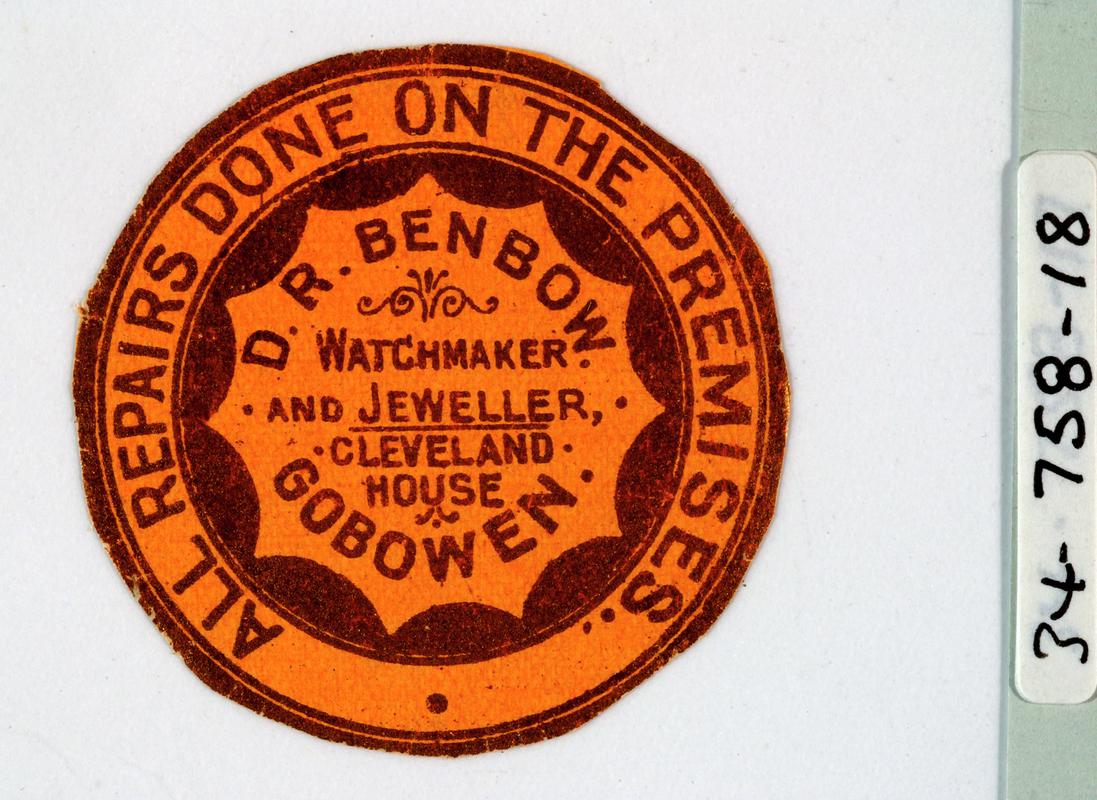 ALL REPAIRS DONE ON THE PREMISES.
D. R. BENBOW.
WATCHMAKER
AND JEWELLER,
CLEVELAND
HOUSE
GOBOWEN.
34-758-18